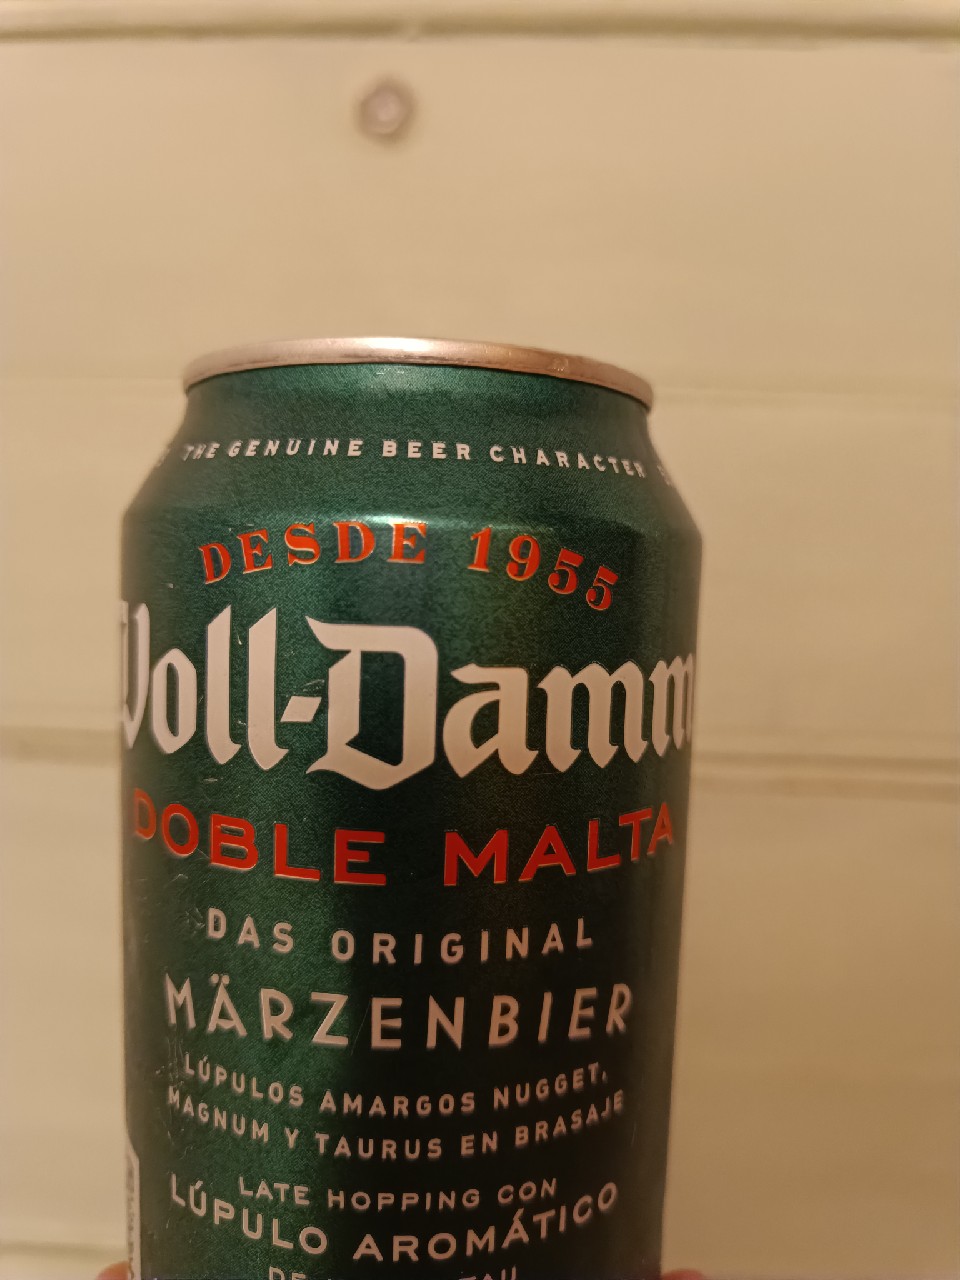 THE GENUINE BEER CHARACTER
DESDE 1955
Voll-Damm
DOBLE MALTA
DAS ORIGINAL
MÄRZENBIER
LÚPULOS AMARGOS NUGGET,
MAGNUM Y TAURUS EN BRASAJE
LATE HOPPING CON
LÚPULO AROMÁTICO
DE